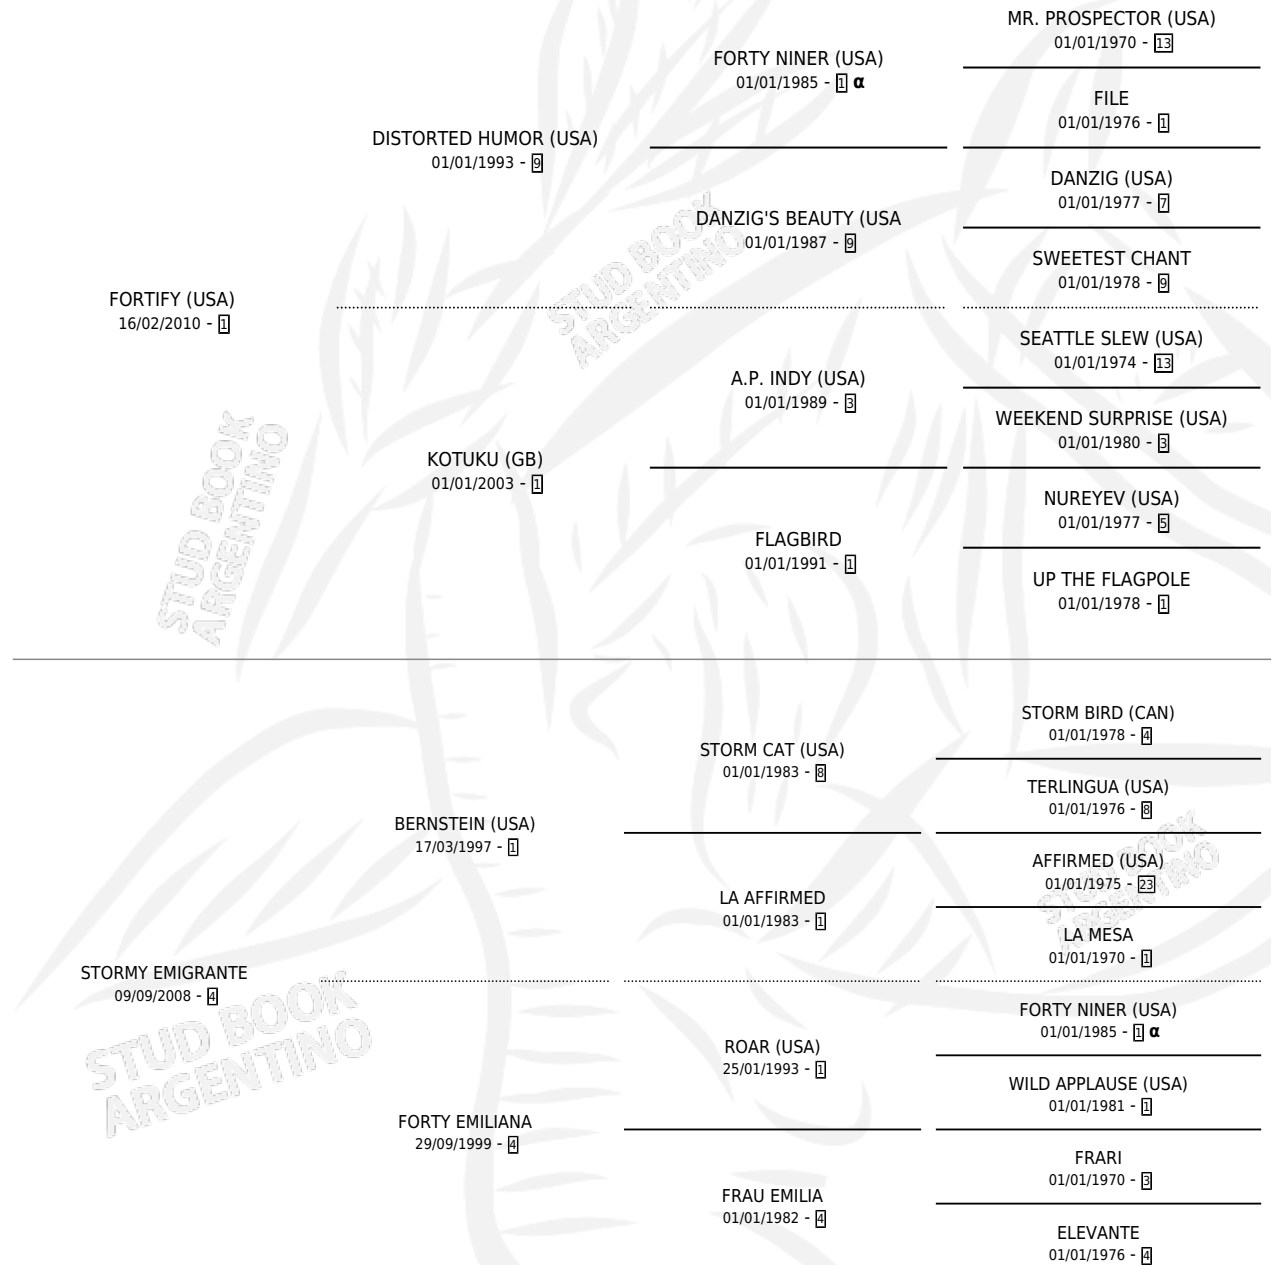 MR. PROSPECTOR (USA)
01/01/1970 - 13
FORTY NINER (USA)
01/01/1985 - 1 α
FILE
01/01/1976 - 1
DISTORTED HUMOR (USA)
01/01/1993 - 9
DANZIG (USA)
01/01/1977 - 7
DANZIG'S BEAUTY (USA
01/01/1987 - 9
SWEETEST CHANT
01/01/1978 - 9
FORTIFY (USA)
16/02/2010 - 1
SEATTLE SLEW (USA)
01/01/1974 - 13
A.P. INDY (USA)
01/01/1989 - 3
WEEKEND SURPRISE (USA)
01/01/1980 - 3
KOTUKU (GB)
01/01/2003 - 1
NUREYEV (USA)
01/01/1977 - 5
FLAGBIRD
01/01/1991 - 1
UP THE FLAGPOLE
01/01/1978 - 1
STORM BIRD (CAN)
01/01/1978 - 4
STORM CAT (USA)
01/01/1983 - 8
TERLINGUA (USA)
01/01/1976 - 8
BERNSTEIN (USA)
17/03/1997 - 1
AFFIRMED (USA)
01/01/1975 - 23
LA AFFIRMED
01/01/1983 - 1
LA MESA
01/01/1970 - 1
STORMY EMIGRANTE
09/09/2008 - 4
FORTY NINER (USA)
01/01/1985 - 1 α
ROAR (USA)
25/01/1993 - 1
WILD APPLAUSE (USA)
01/01/1981 - 1
FORTY EMILIANA
29/09/1999 - 4
FRARI
01/01/1970 - 3
FRAU EMILIA
01/01/1982 - 4
ELEVANTE
01/01/1976 - 4
STUD BOOK
ARGENTINO
STUD BOOK
ARGENTINO
STUD BOOK
ARGENTINO
STUD BOOK
ARGENTINO